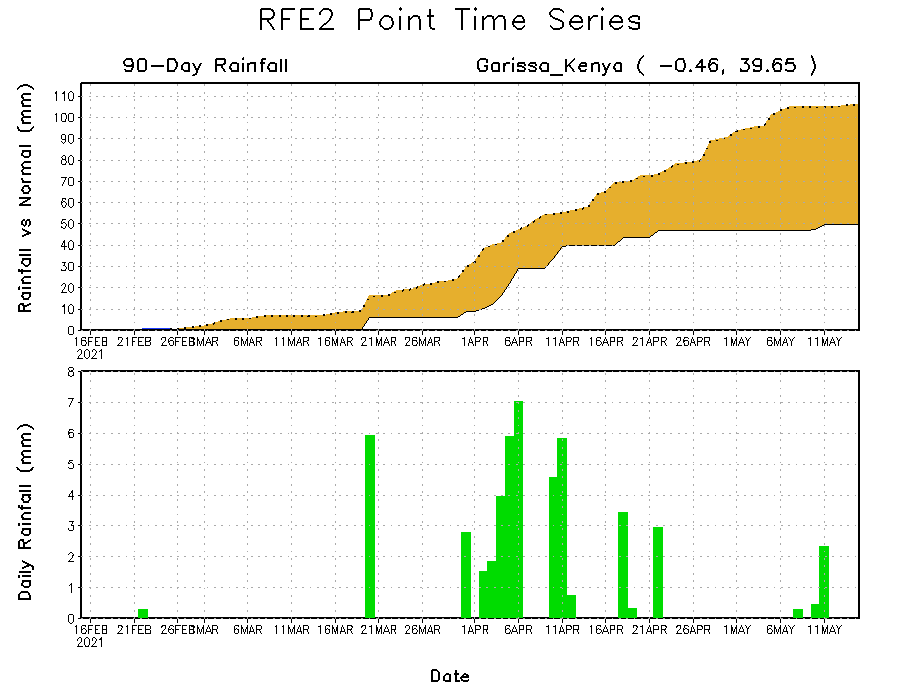 RFE2 Point Time Series
90-Day Rainfall
Garissa_Kenya ( -0.46, 39.65 )
Rainfall vs Normal (mm)
110
100
90
80
70
60
50
40
30
20
10
0
16FEB 21FEB 26FEB 1MAR 6MAR 11MAR 16MAR 21MAR 26MAR 1APR 6APR 11APR 16APR 21APR 26APR 1MAY 6MAY 11MAY
2021
Daily Rainfall (mm)
8
7
6
5
4
3
2
1
0
16FEB 21FEB 26FEB 1MAR 6MAR 11MAR 16MAR 21MAR 26MAR 1APR 6APR 11APR 16APR 21APR 26APR 1MAY 6MAY 11MAY
2021
Date